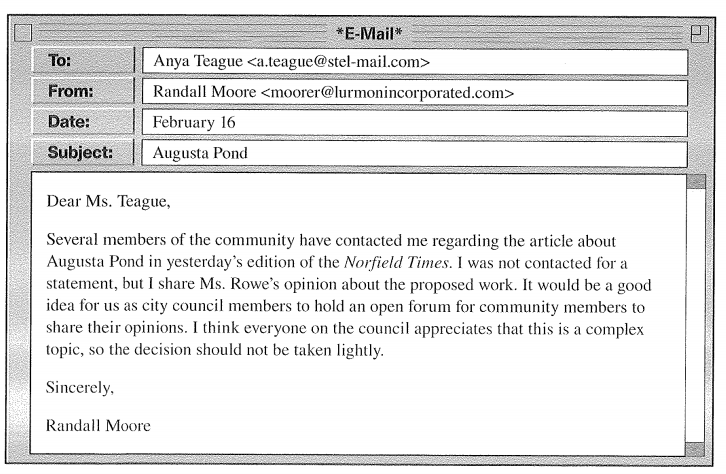 *E-Mail*
To: Anya Teague <a.teague@stel-mail.com>
From: Randall Moore <moorer@lurmonincorporated.com>
Date: February 16
Subject: Augusta Pond
Dear Ms. Teague,
Several members of the community have contacted me regarding the article about
Augusta Pond in yesterday's edition of the Norfield Times. I was not contacted for a
statement, but I share Ms. Rowe's opinion about the proposed work. It would be a good
idea for us as city council members to hold an open forum for community members to
share their opinions. I think everyone on the council appreciates that this is a complex
topic, so the decision should not be taken lightly.
Sincerely,
Randall Moore